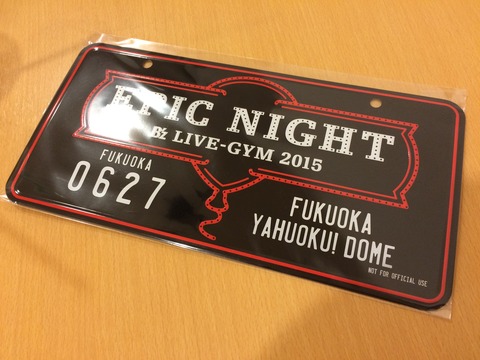 EPIC NIGHT
B'z LIVE-GYM 2015
FUKUOKA
0627
FUKUOKA
YAHUOKU! DOME
NOT FOR OFFICIAL USE